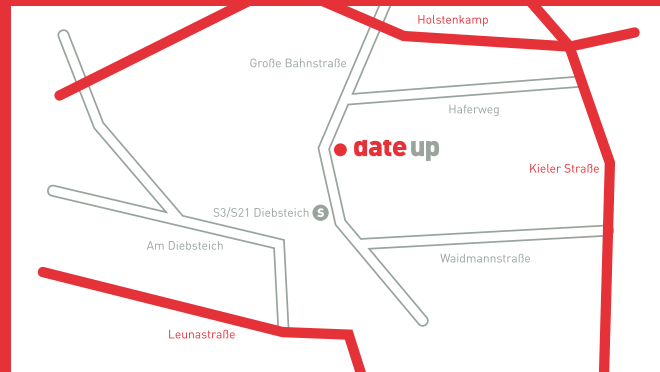 Holstenkamp
Große Bahnstraße
Haferweg
date up
Kieler Straße
S3/S21 Diebsteich S
Am Diebsteich
Waidmannstraße
Leunastraße